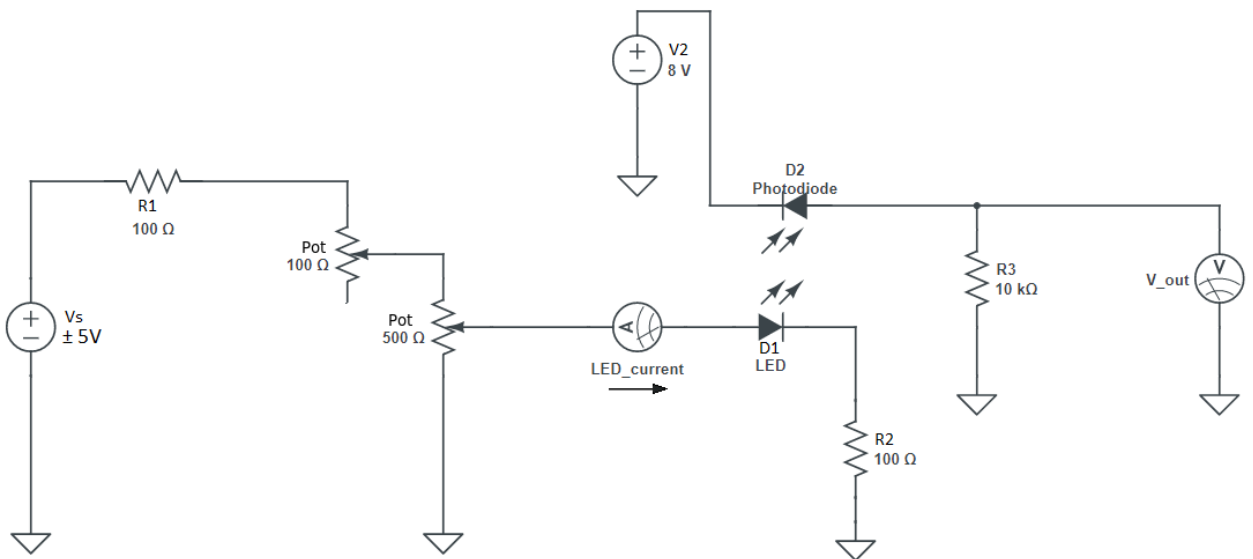 V2
8 V
D2
Photodiode
R1
100 Ω
Pot
100 Ω
R3
10 kΩ
V
V_out
Vs
± 5V
Pot
500 Ω
A
LED_current
D1
LED
R2
100 Ω